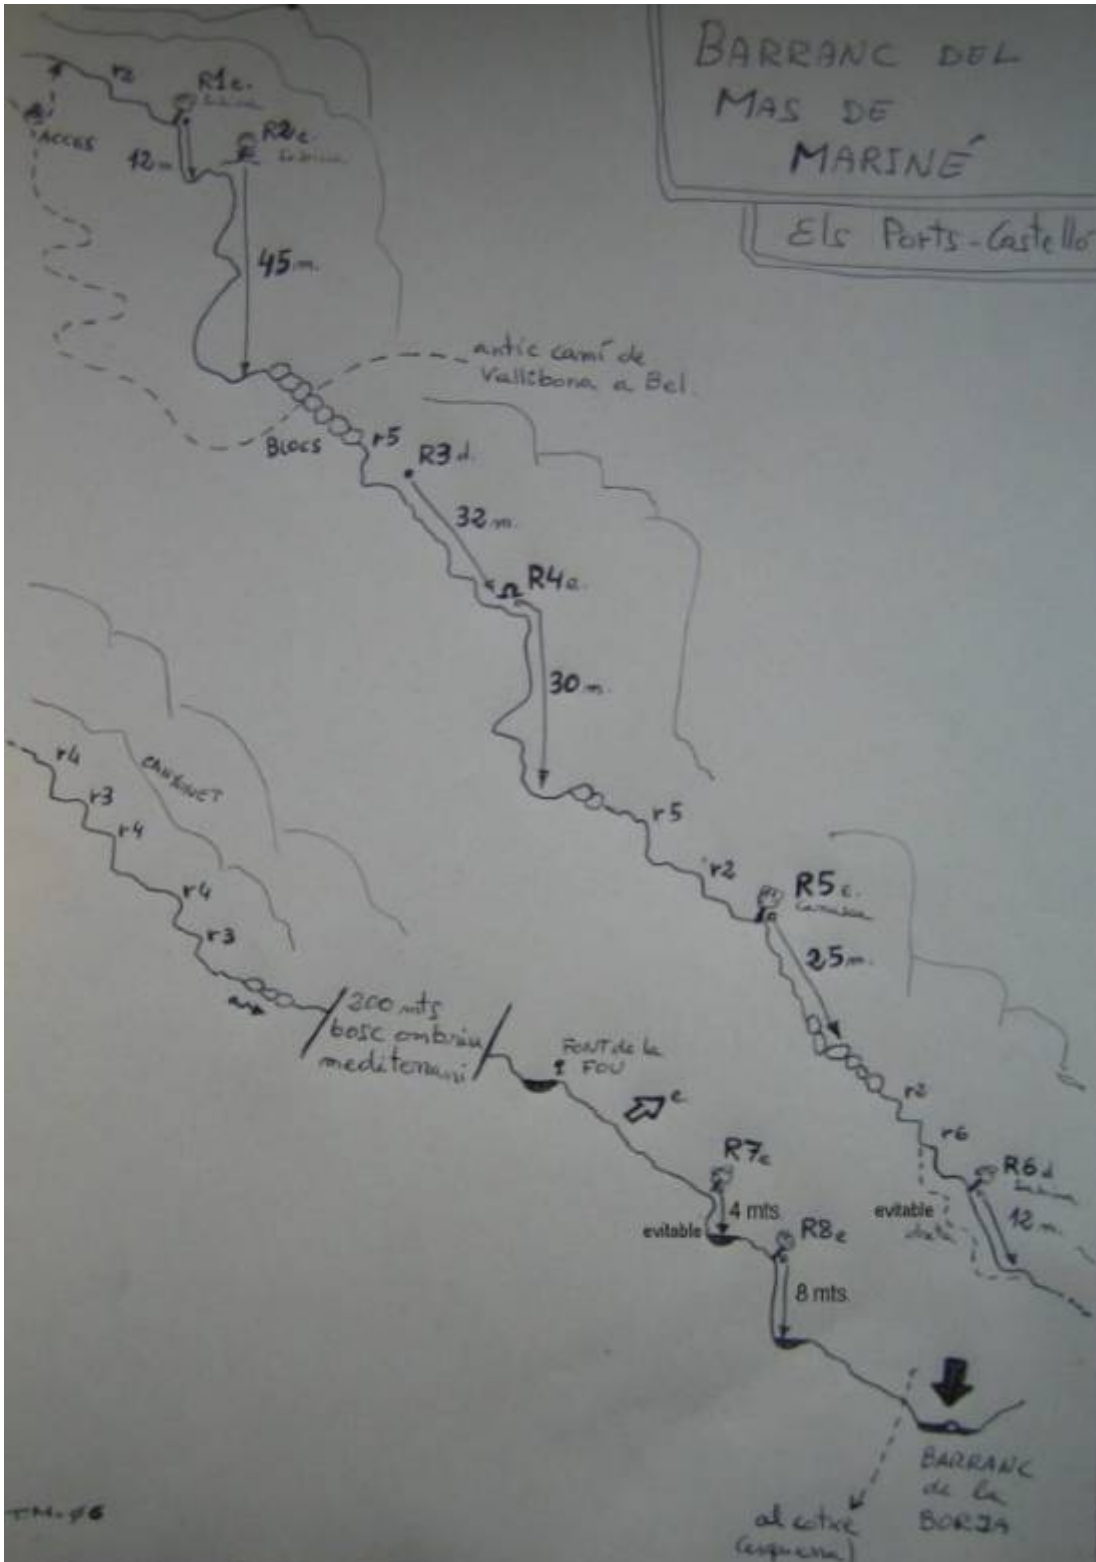 BARRANC DEL
MAS DE
MARINÉ
Els Ports-Castelló
r2
R1e.
ACCES
12m
R2e.
45m.
antic camí de
Vallibona a Bel.
BLOCS
r5
R3d.
32m.
R4e.
30m.
r5
r2
R5e.
25m.
r2
r6
R6d
12m.
evitable
dreta
r4
r3
r4
r4
r3
200 mts
bosc ombriu
mediterrani
FONT de la
FOU
e
R7e
4 mts.
evitable
R8e
8 mts.
BARRANC
de la
BORJA
al cotxe
(esquerra)